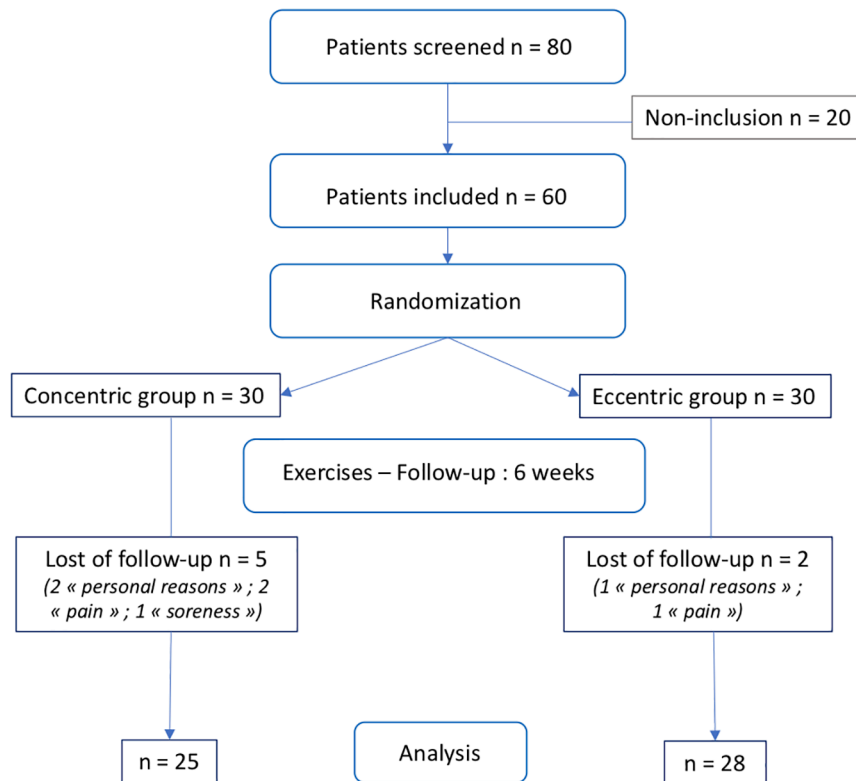 Patients screened n = 80
Non-inclusion n = 20
Patients included n = 60
Randomization
Concentric group n = 30
Eccentric group n = 30
Exercises – Follow-up : 6 weeks
Lost of follow-up n = 5
(2 « personal reasons » ; 2
« pain » ; 1 « soreness »)
Lost of follow-up n = 2
(1 « personal reasons » ;
1 « pain »)
n = 25
Analysis
n = 28